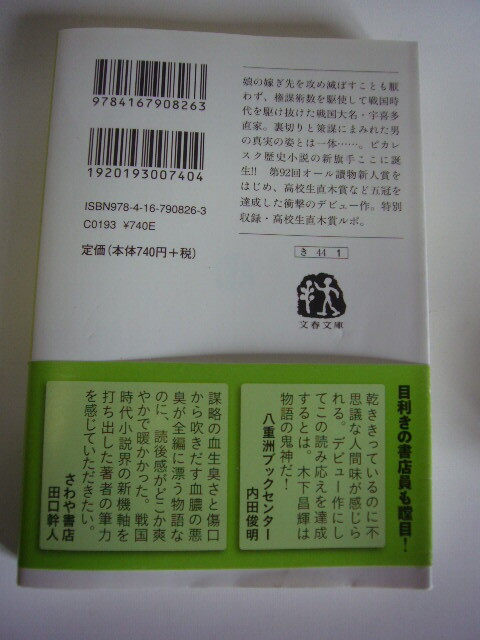 9784167908263
1920193007404
ISBN978-4-16-790826-3
C0193 ¥740E
定価(本体740円+税)
娘の嫁ぎ先を攻め滅ぼすことも厭
わず、権謀術数を駆使して戦国時
代を駆け抜けた戦国大名・宇喜多
直家。裏切りと策謀にまみれた男
の真実の姿とは一体……。ピカレ
スク歴史小説の新旗手ここに誕
生!! 第92回オール讀物新人賞を
はじめ、高校生直木賞など五冠を
達成した衝撃のデビュー作。特別
収録・高校生直木賞ルポ。
き 44 1
文春文庫
目利きの書店員も瞠目!
乾ききっているのに不
思議な人間味が感じら
れる。デビュー作にし
てこの読み応えを達成
するとは。木下昌輝は
物語の鬼神だ!
八重洲ブックセンター
内田俊明
謀略の血生臭さと傷口
から吹きだす血膿の悪
臭が全編に漂う物語な
のに、読後感がどこか爽
やかで暖かかった。戦国
時代小説界の新機軸を
打ち出した著者の筆力
を感じていただきたい。
さわや書店
田口幹人